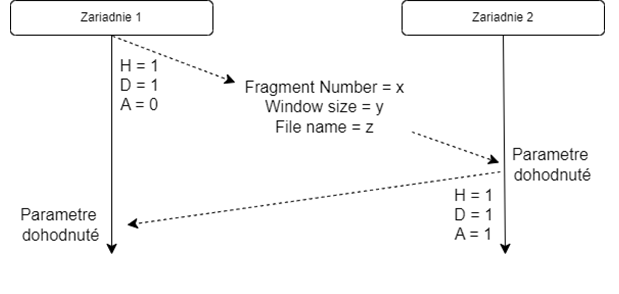 Zariadnie 1
Zariadnie 2
H = 1
D = 1
A = 0
Fragment Number = x
Window size = y
File name = z
Parametre
dohodnuté
H = 1
D = 1
A = 1
Parametre
dohodnuté